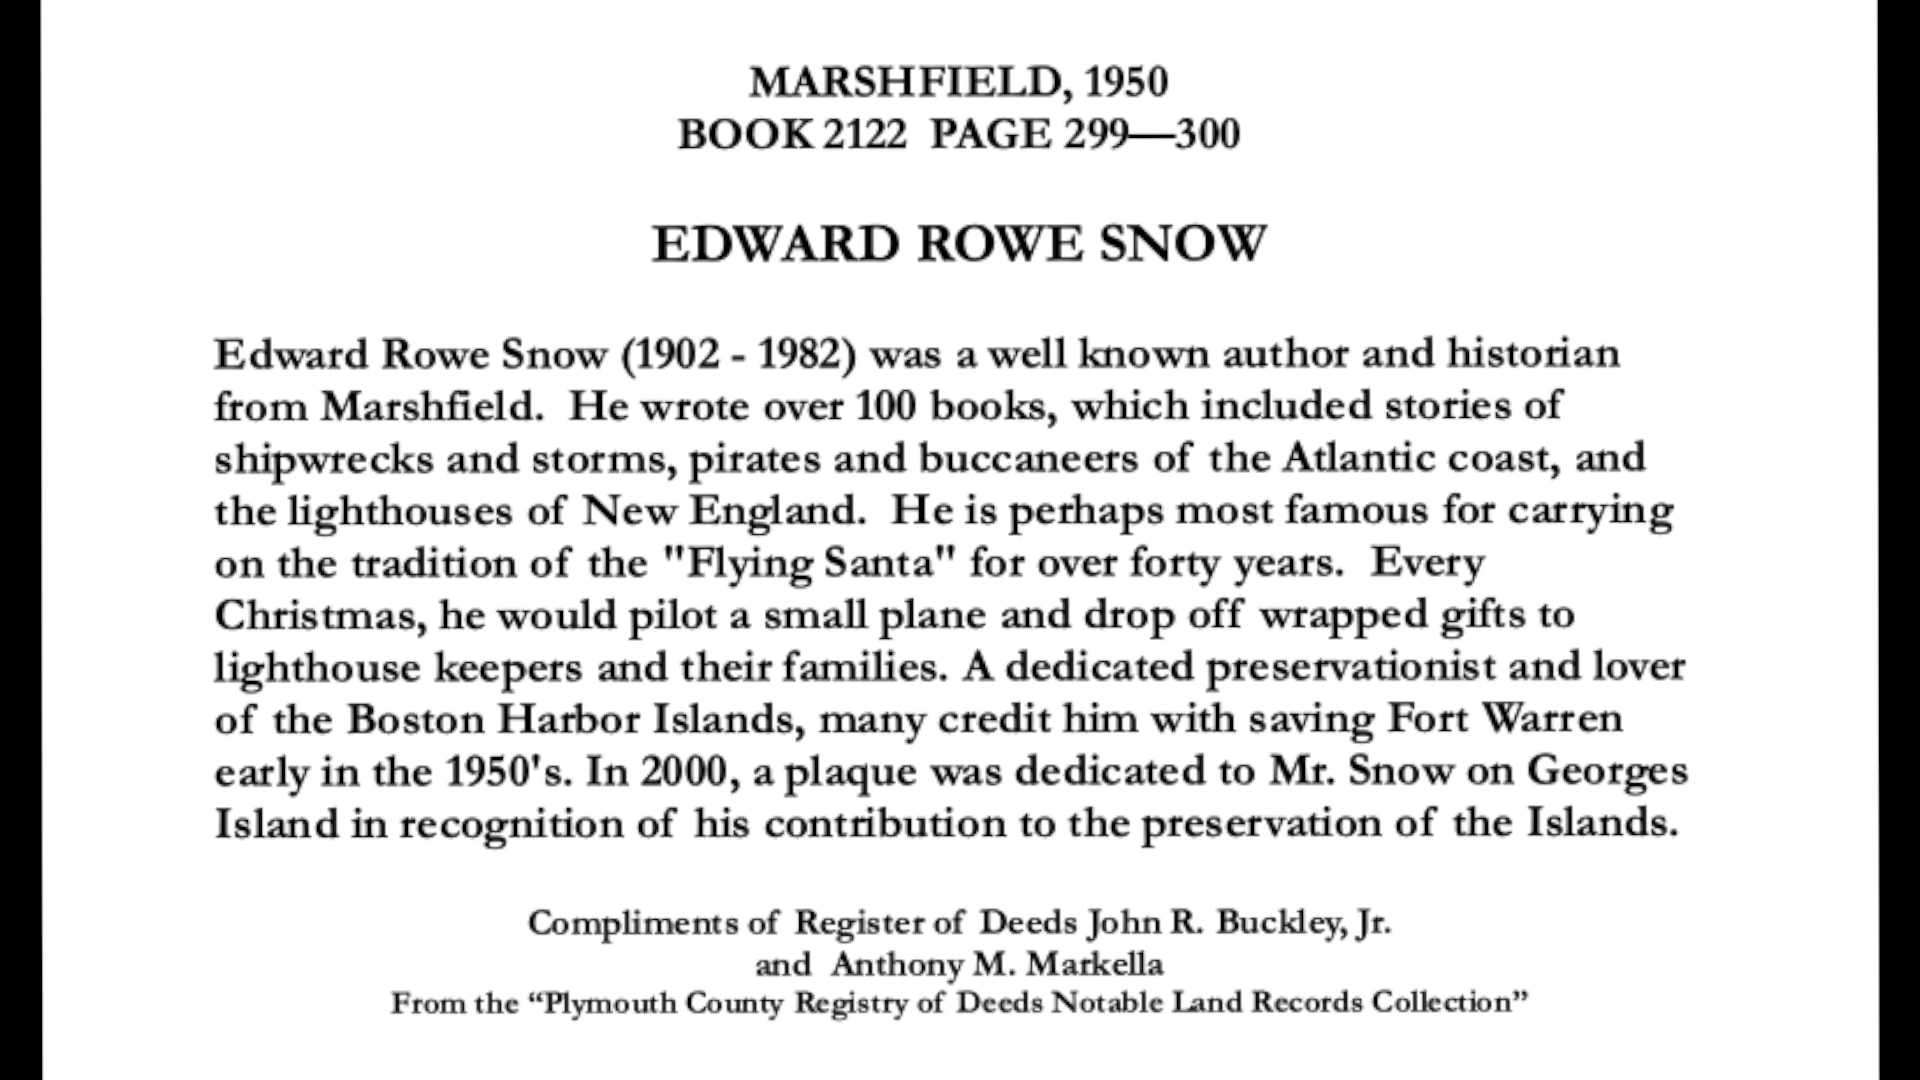 MARSHFIELD, 1950
BOOK 2122 PAGE 299—300
EDWARD ROWE SNOW
Edward Rowe Snow (1902 - 1982) was a well known author and historian
from Marshfield. He wrote over 100 books, which included stories of
shipwrecks and storms, pirates and buccaneers of the Atlantic coast, and
the lighthouses of New England. He is perhaps most famous for carrying
on the tradition of the "Flying Santa" for over forty years. Every
Christmas, he would pilot a small plane and drop off wrapped gifts to
lighthouse keepers and their families. A dedicated preservationist and lover
of the Boston Harbor Islands, many credit him with saving Fort Warren
early in the 1950's. In 2000, a plaque was dedicated to Mr. Snow on Georges
Island in recognition of his contribution to the preservation of the Islands.
Compliments of Register of Deeds John R. Buckley, Jr.
and Anthony M. Markella
From the “Plymouth County Registry of Deeds Notable Land Records Collection”